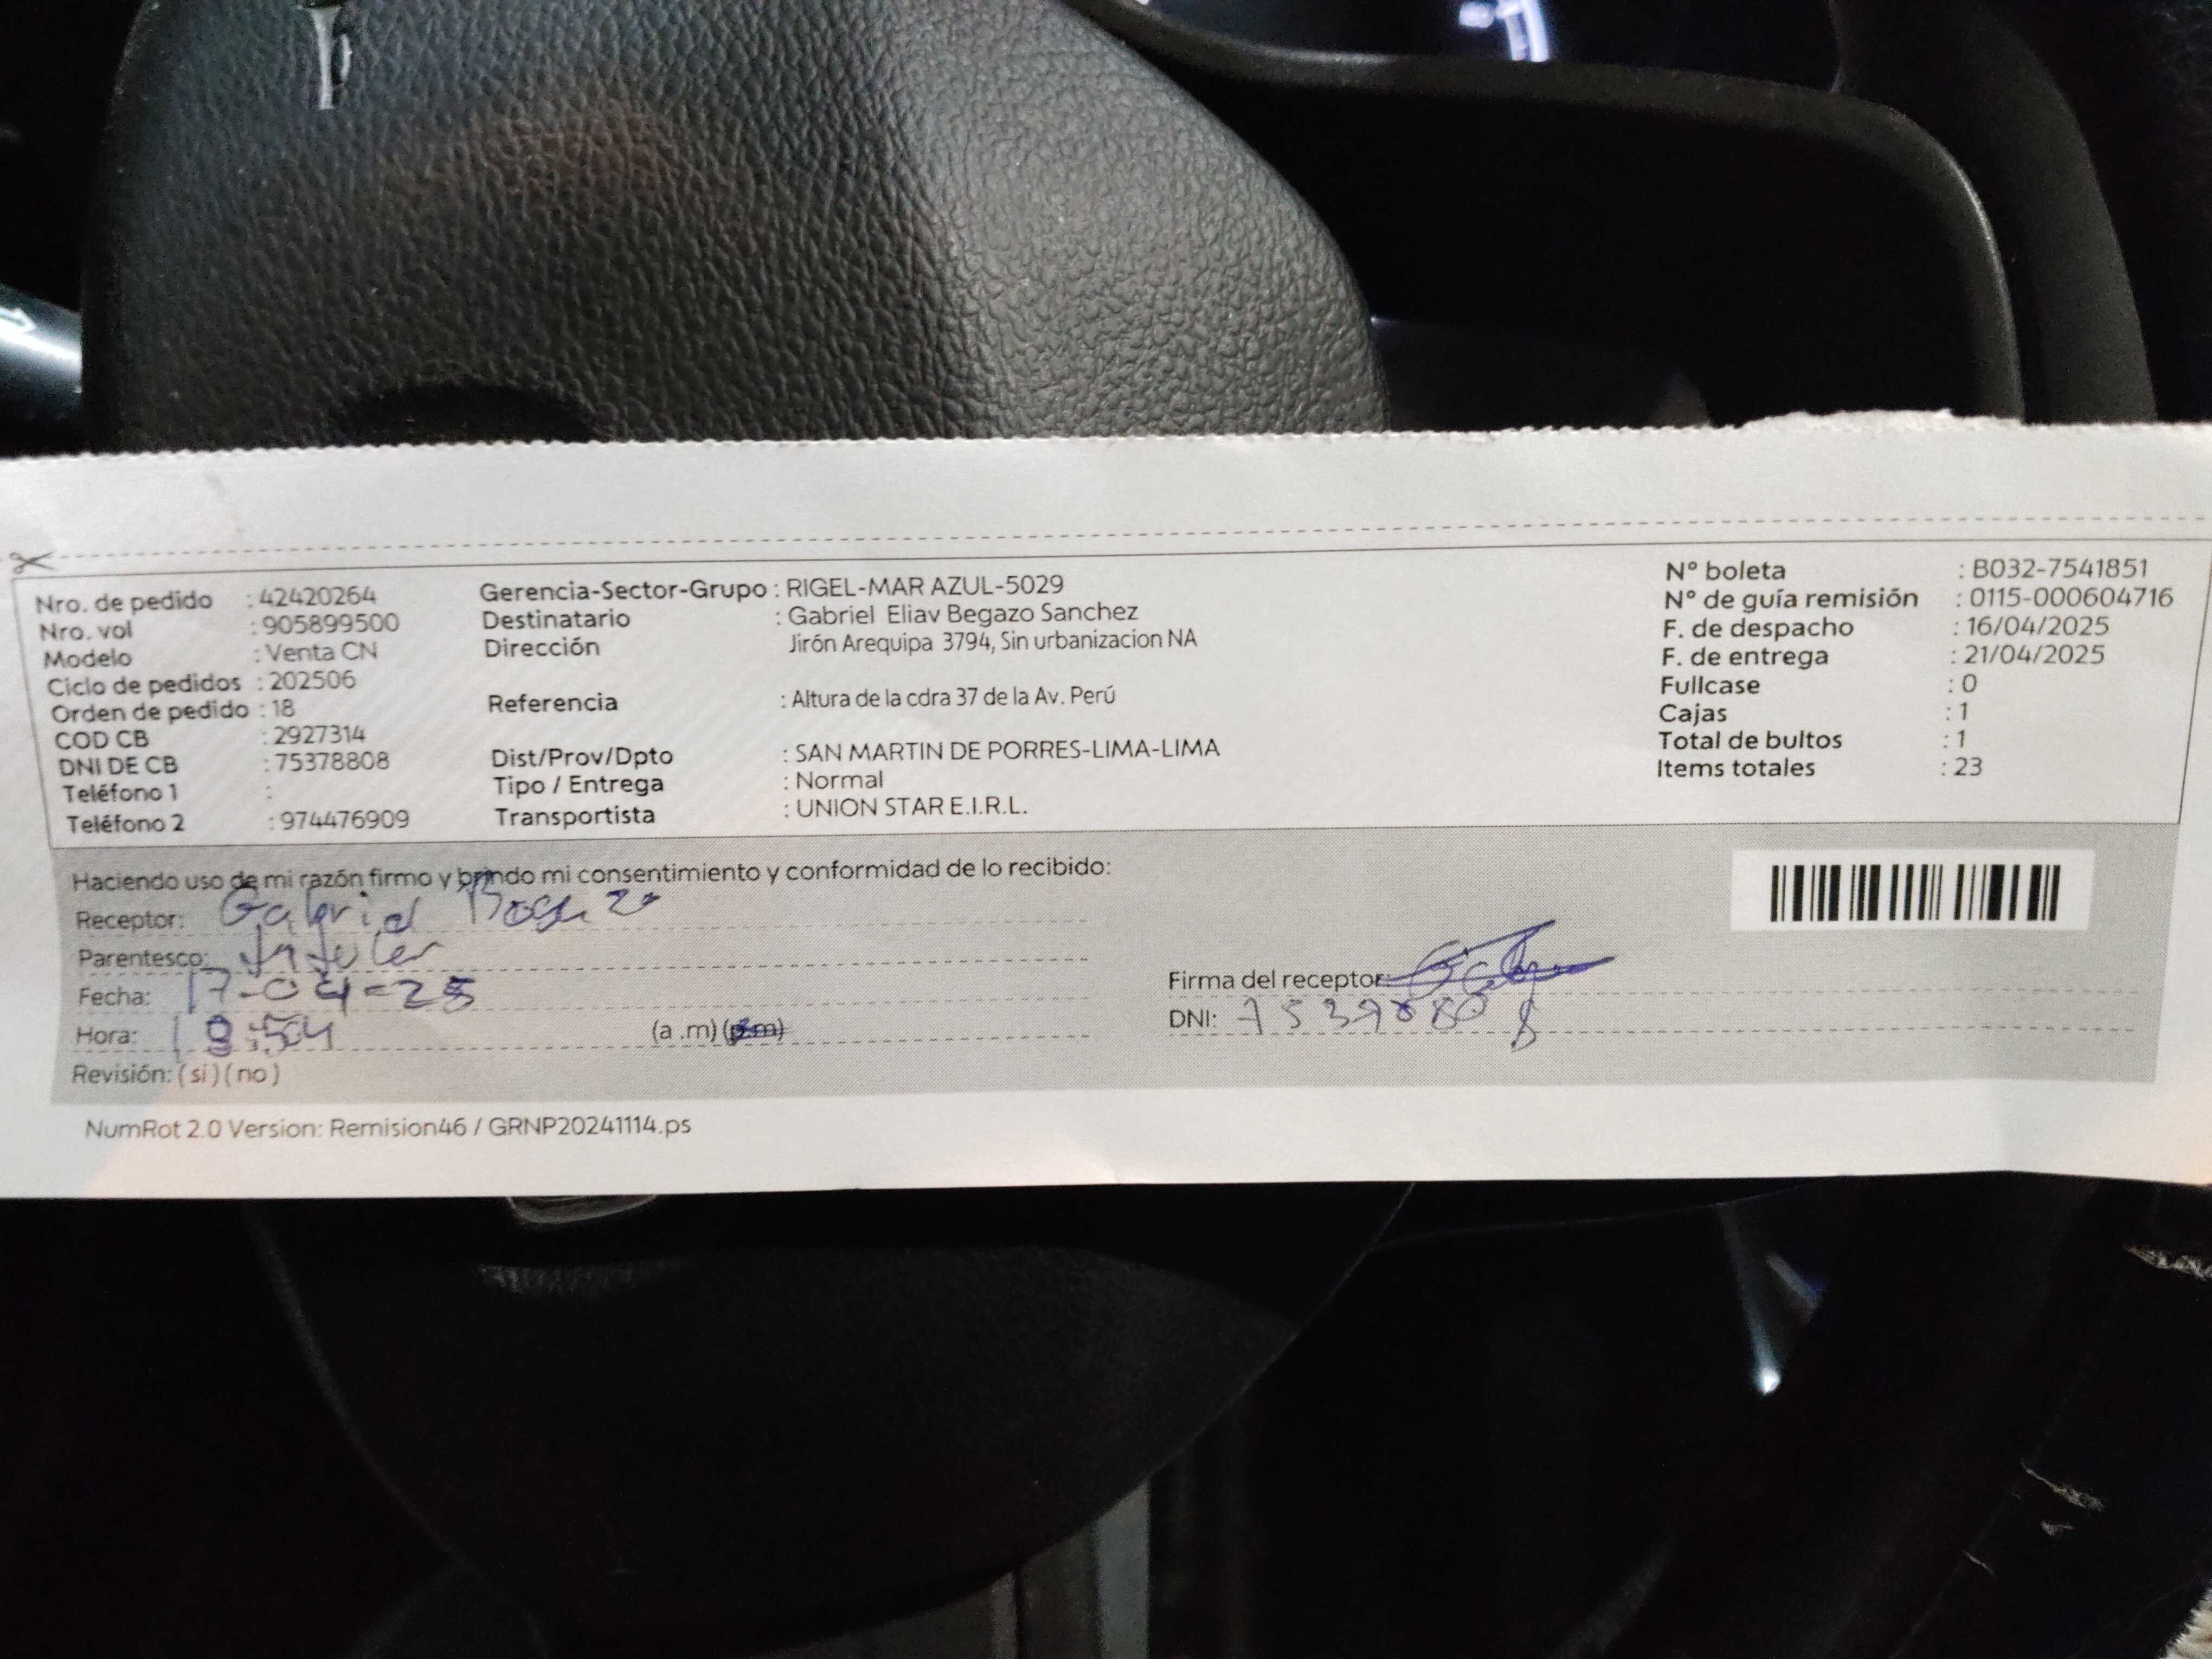 Nro. de pedido : 42420264
Nro. vol : 905899500
Modelo : Venta CN
Ciclo de pedidos : 202506
Orden de pedido : 18
COD CB : 2927314
DNI DE CB : 75378808
Teléfono 1 :
Teléfono 2 : 974476909
Gerencia-Sector-Grupo : RIGEL-MAR AZUL-5029
Destinatario : Gabriel Eliav Begazo Sanchez
Dirección Jirón Arequipa 3794, Sin urbanizacion NA
Referencia : Altura de la cdra 37 de la Av. Perú
Dist/Prov/Dpto : SAN MARTIN DE PORRES-LIMA-LIMA
Tipo / Entrega : Normal
Transportista : UNION STAR E.I.R.L.
Nº boleta : B032-7541851
Nº de guía remisión : 0115-000604716
F. de despacho : 16/04/2025
F. de entrega : 21/04/2025
Fullcase : 0
Cajas : 1
Total de bultos : 1
Items totales : 23
Haciendo uso de mi razón firmo y brindo mi consentimiento y conformidad de lo recibido:
Receptor: Gabriel
Parentesco:
Fecha: 17-04-25
Hora: 18:54 (a .m) (p.m)
Revisión: ( si ) ( no )
Firma del receptor:
DNI:
NumRot 2.0 Version: Remision46 / GRNP20241114.ps